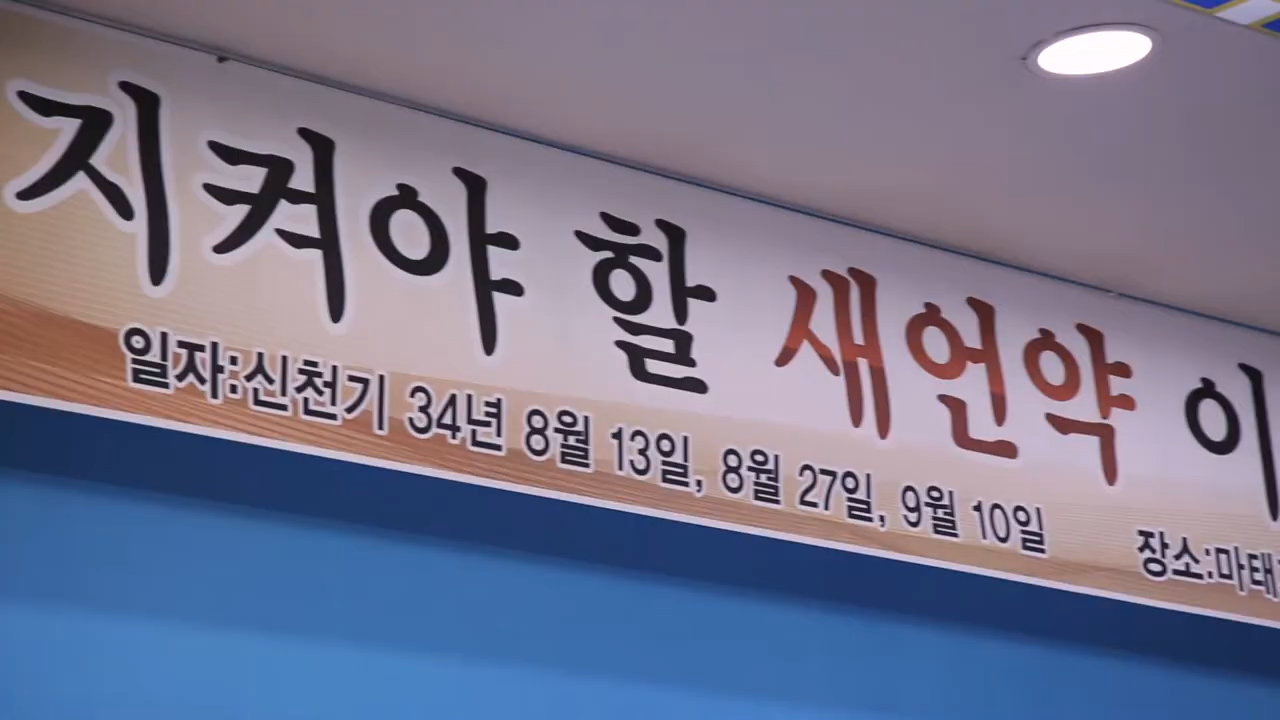 지켜야 할 새언약 이
일자:신천기 34년 8월 13일, 8월 27일, 9월 10일 장소:마태